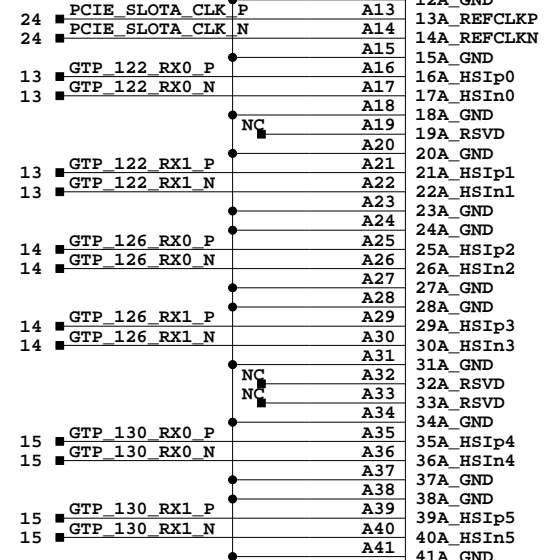 12A_GND
24 PCIE_SLOTA_CLK_P A13 13A_REFCLKP
24 PCIE_SLOTA_CLK_N A14 14A_REFCLKN
A15 15A_GND
13 GTP_122_RX0_P A16 16A_HSIp0
13 GTP_122_RX0_N A17 17A_HSIn0
A18 18A_GND
NC A19 19A_RSVD
A20 20A_GND
13 GTP_122_RX1_P A21 21A_HSIp1
13 GTP_122_RX1_N A22 22A_HSIn1
A23 23A_GND
A24 24A_GND
14 GTP_126_RX0_P A25 25A_HSIp2
14 GTP_126_RX0_N A26 26A_HSIn2
A27 27A_GND
A28 28A_GND
14 GTP_126_RX1_P A29 29A_HSIp3
14 GTP_126_RX1_N A30 30A_HSIn3
A31 31A_GND
NC A32 32A_RSVD
NC A33 33A_RSVD
A34 34A_GND
15 GTP_130_RX0_P A35 35A_HSIp4
15 GTP_130_RX0_N A36 36A_HSIn4
A37 37A_GND
A38 38A_GND
15 GTP_130_RX1_P A39 39A_HSIp5
15 GTP_130_RX1_N A40 40A_HSIn5
A41 41A_GND